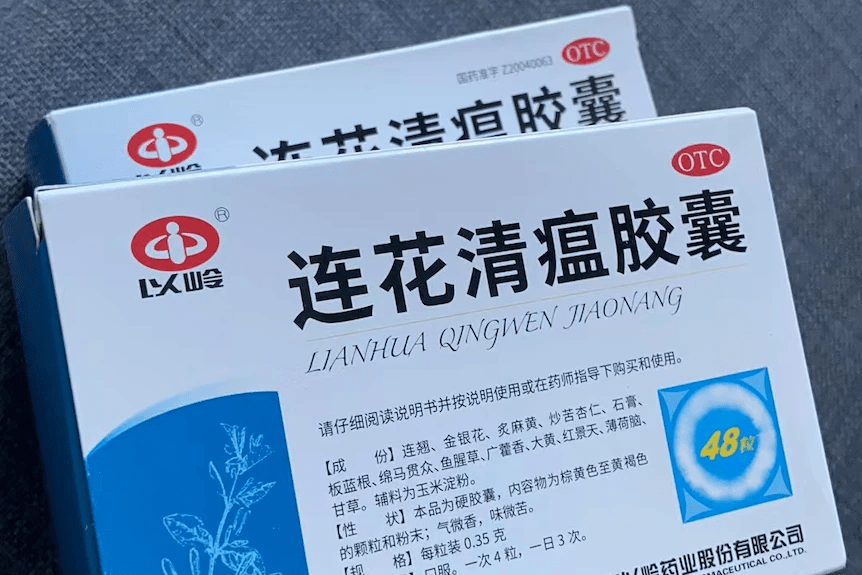 国药准字 Z20040063
OTC
®
以岭
连花清瘟胶囊
OTC
®
以岭
连花清瘟胶囊
LIANHUA QINGWEN JIAONANG
请仔细阅读说明书并按说明使用或在药师指导下购买和使用。
【成 份】连翘、金银花、炙麻黄、炒苦杏仁、石膏、
板蓝根、绵马贯众、鱼腥草、广藿香、大黄、红景天、薄荷脑、
甘草。辅料为玉米淀粉。
【性 状】本品为硬胶囊，内容物为棕黄色至黄褐色
的颗粒和粉末；气微香，味微苦。
【规 格】每粒装 0.35 克
口服。一次 4 粒，一日 3 次。
48粒
以岭药业股份有限公司
MACEUTICAL CO.,LTD.